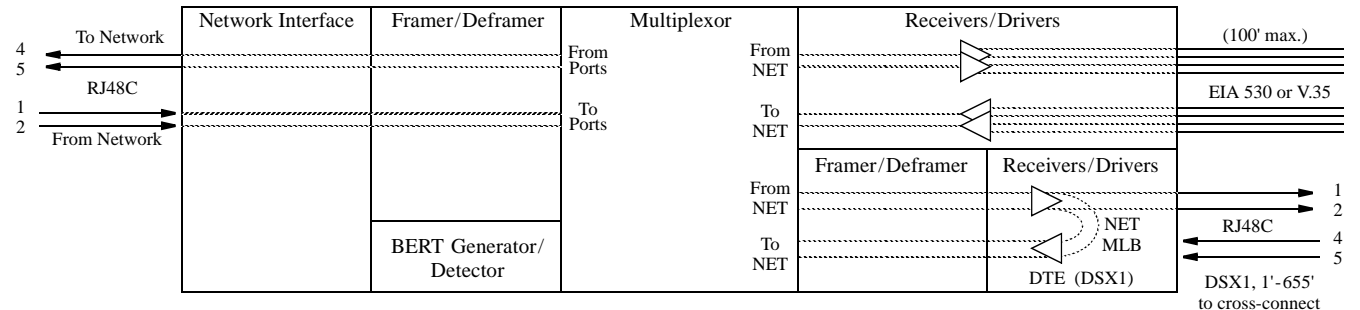 Network Interface
Framer/Deframer
Multiplexor
Receivers/Drivers
To Network
4
5
RJ48C
1
2
From Network
From
Ports
To
Ports
From
NET
To
NET
(100' max.)
EIA 530 or V.35
Framer/Deframer
Receivers/Drivers
From
NET
To
NET
BERT Generator/
Detector
NET
MLB
DTE (DSX1)
1
2
RJ48C
4
5
DSX1, 1'-655'
to cross-connect